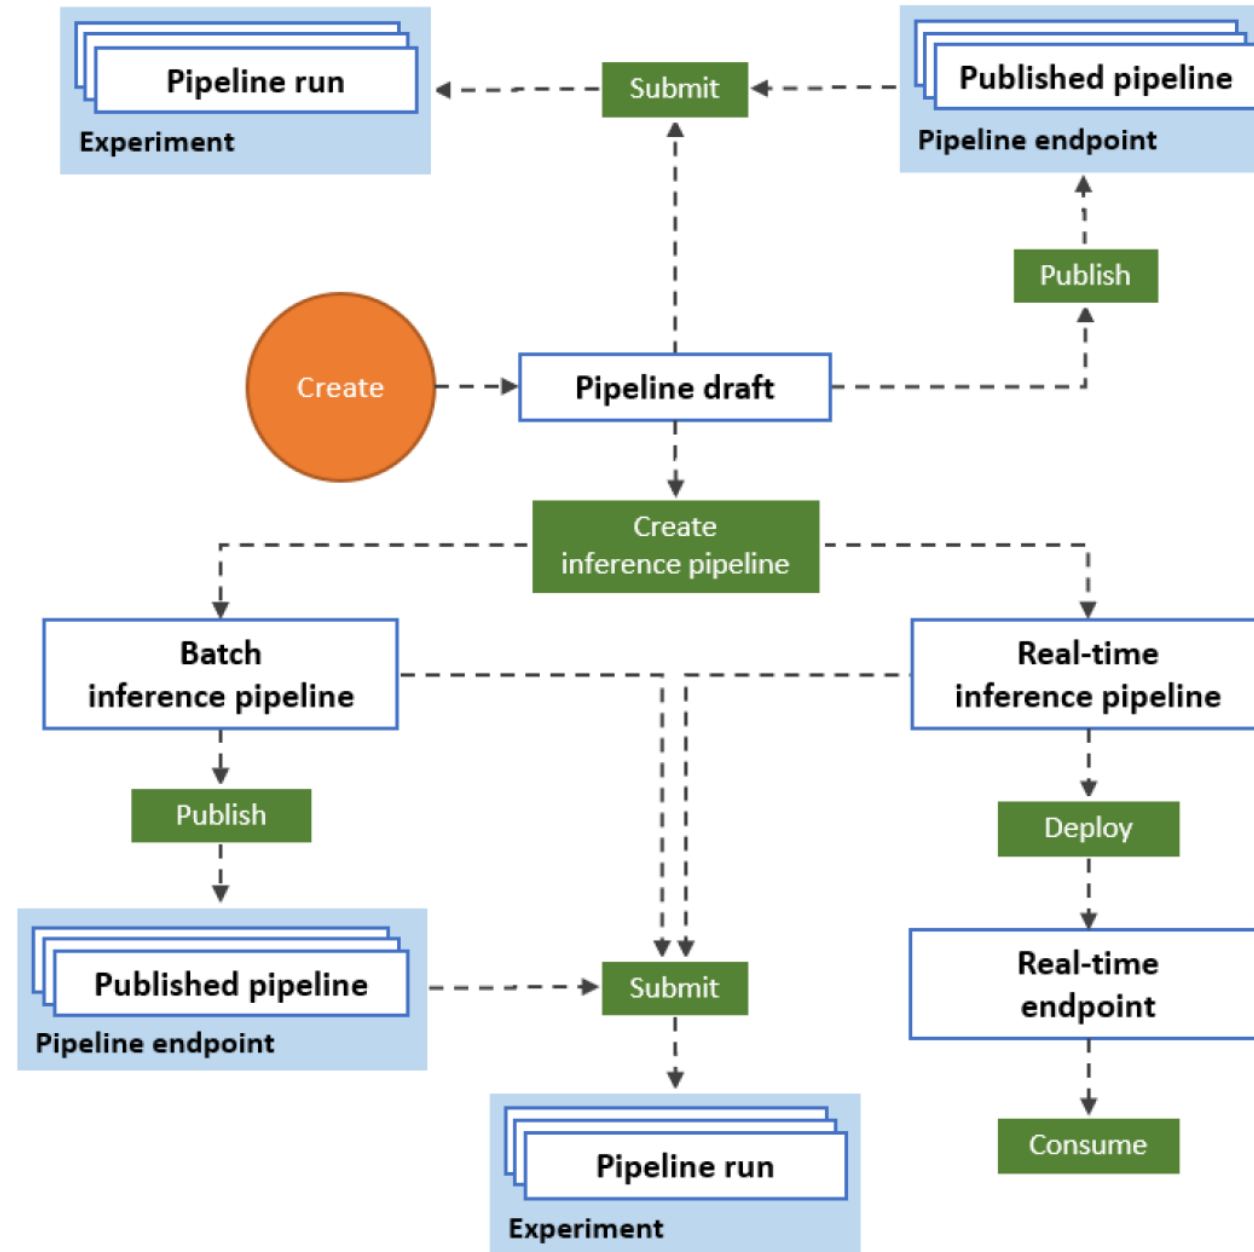 Pipeline run
Experiment
Submit
Published pipeline
Pipeline endpoint
Publish
Create
Pipeline draft
Create
inference pipeline
Batch
inference pipeline
Real-time
inference pipeline
Publish
Deploy
Published pipeline
Pipeline endpoint
Submit
Real-time
endpoint
Pipeline run
Experiment
Consume